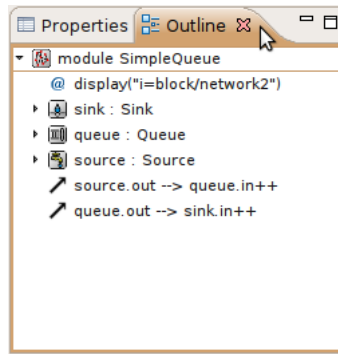 Properties Outline
module SimpleQueue
@ display("i=block/network2")
sink : Sink
queue : Queue
source : Source
source.out --> queue.in++
queue.out --> sink.in++